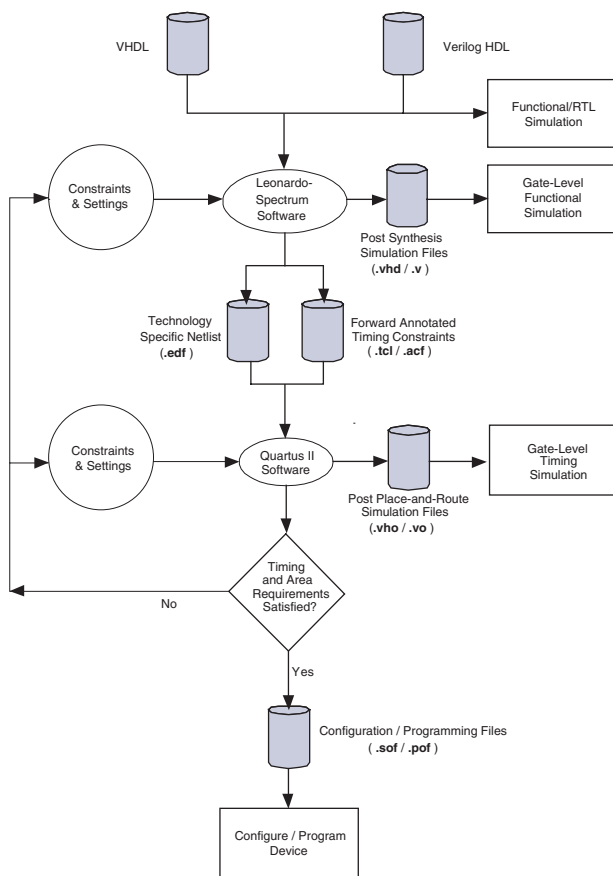 VHDL
Verilog HDL
Functional/RTL
Simulation
Constraints
& Settings
Leonardo-
Spectrum
Software
Gate-Level
Functional
Simulation
Post Synthesis
Simulation Files
(.vhd / .v)
Technology
Specific Netlist
(.edf)
Forward Annotated
Timing Constraints
( .tcl / .acf)
Constraints
& Settings
Quartus II
Software
Gate-Level
Timing
Simulation
Post Place-and-Route
Simulation Files
(.vho / .vo)
Timing
and Area
Requirements
Satisfied?
No
Yes
Configuration / Programming Files
( .sof / .pof )
Configure / Program
Device